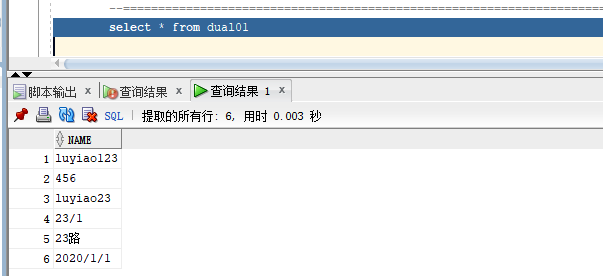 --================================================================
select * from dual01
脚本输出 × 查询结果 × 查询结果 1 ×
SQL | 提取的所有行: 6, 用时 0.003 秒
NAME
1 luyiao123
2 456
3 luyiao23
4 23/1
5 23路
6 2020/1/1